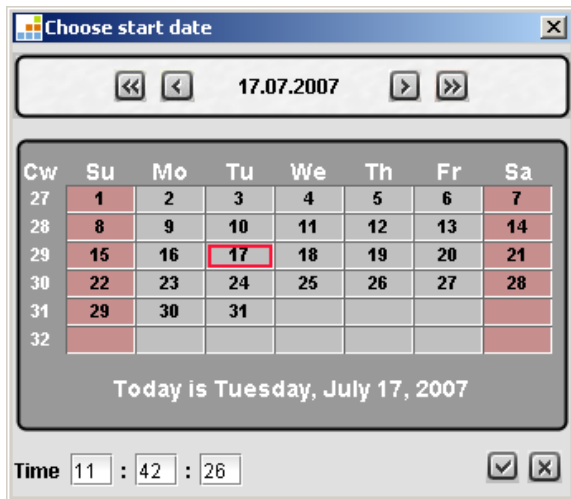 Choose start date
17.07.2007
Cw Su Mo Tu We Th Fr Sa
27 1 2 3 4 5 6 7
28 8 9 10 11 12 13 14
29 15 16 17 18 19 20 21
30 22 23 24 25 26 27 28
31 29 30 31
32
Today is Tuesday, July 17, 2007
Time 11 : 42 : 26